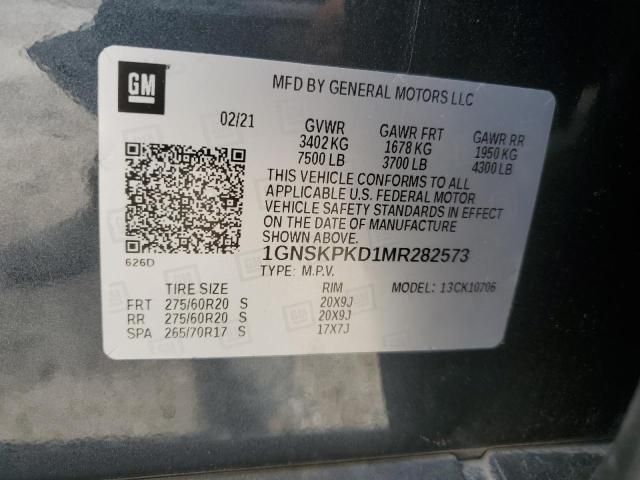 GM
MFD BY GENERAL MOTORS LLC
02/21 GVWR GAWR FRT GAWR RR
3402 KG 1678 KG 1950 KG
7500 LB 3700 LB 4300 LB
THIS VEHICLE CONFORMS TO ALL
APPLICABLE U.S. FEDERAL MOTOR
VEHICLE SAFETY STANDARDS IN EFFECT
ON THE DATE OF MANUFACTURE
SHOWN ABOVE.
626D
1GNSKPKD1MR282573
TYPE: M.P.V. MODEL: 13CK10706
TIRE SIZE RIM
FRT 275/60R20 S 20X9J
RR 275/60R20 S 20X9J
SPA 265/70R17 S 17X7J